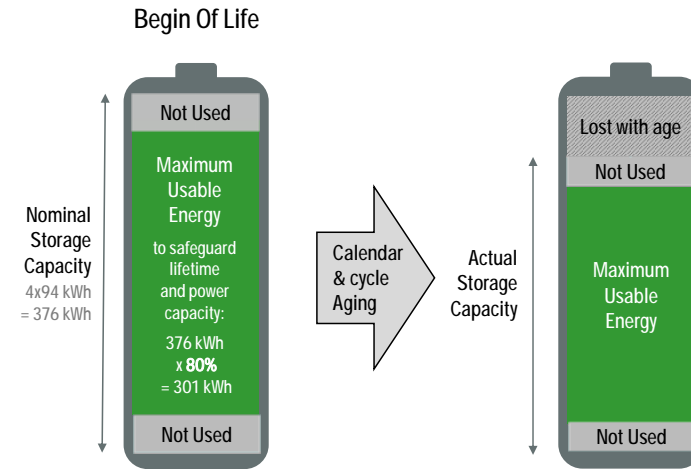 Begin Of Life
Nominal
Storage
Capacity
4x94 kWh
= 376 kWh
Not Used
Maximum
Usable
Energy
to safeguard
lifetime
and power
capacity:
376 kWh
x 80%
= 301 kWh
Not Used
Calendar
& cycle
Aging
Actual
Storage
Capacity
Lost with age
Not Used
Maximum
Usable
Energy
Not Used